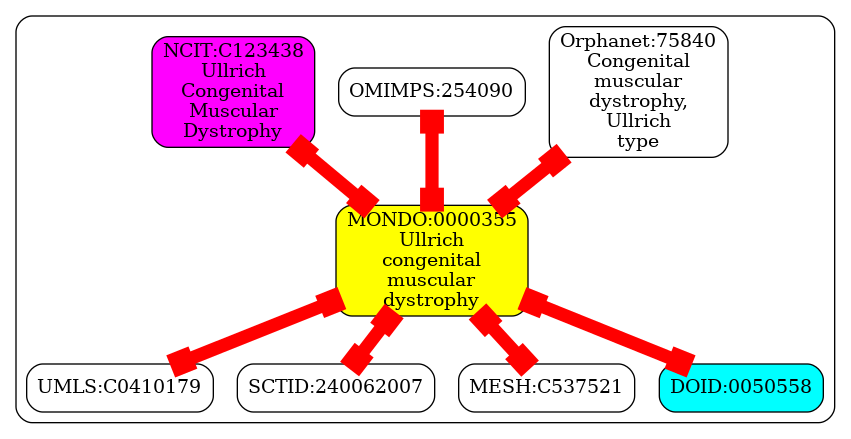 NCIT:C123438
Ullrich
Congenital
Muscular
Dystrophy
OMIMPS:254090
Orphanet:75840
Congenital
muscular
dystrophy,
Ullrich
type
MONDO:0000355
Ullrich
congenital
muscular
dystrophy
UMLS:C0410179
SCTID:240062007
MESH:C537521
DOID:0050558